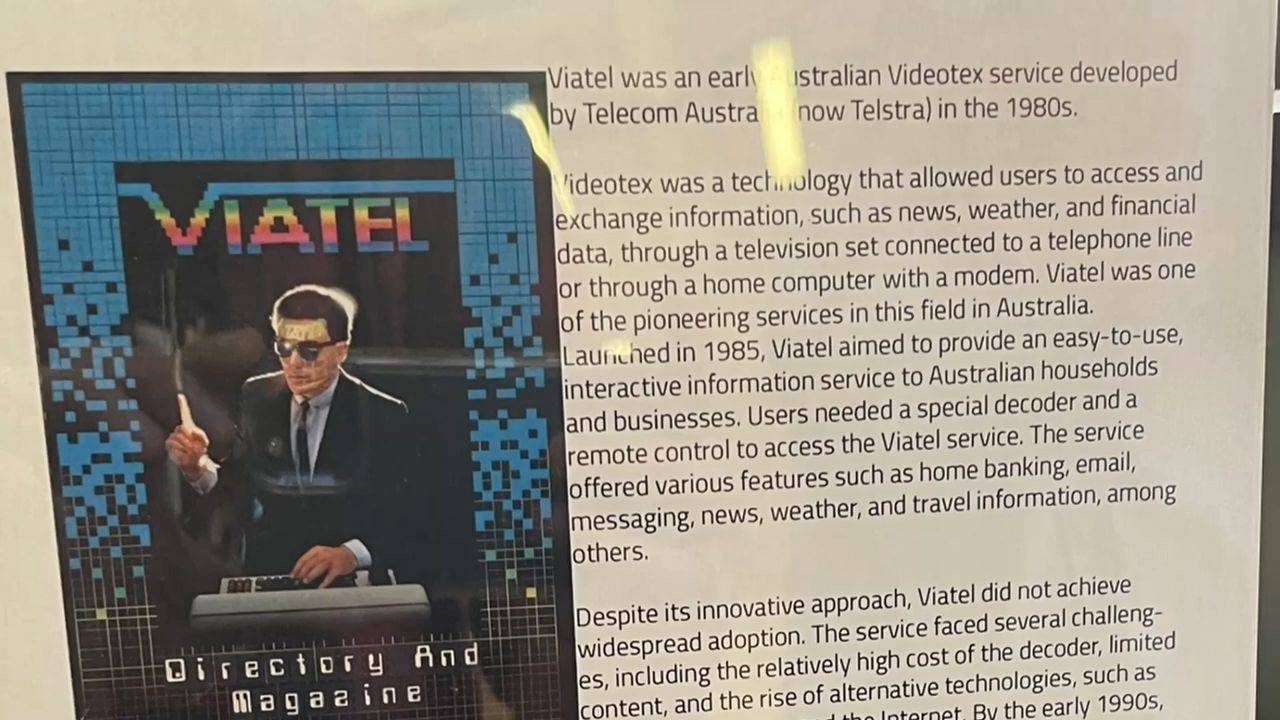 VIATEL
Directory And
Magazine
Viatel was an early Australian Videotex service developed
by Telecom Australia (now Telstra) in the 1980s.
Videotex was a technology that allowed users to access and
exchange information, such as news, weather, and financial
data, through a television set connected to a telephone line
or through a home computer with a modem. Viatel was one
of the pioneering services in this field in Australia.
Launched in 1985, Viatel aimed to provide an easy-to-use,
interactive information service to Australian households
and businesses. Users needed a special decoder and a
remote control to access the Viatel service. The service
offered various features such as home banking, email,
messaging, news, weather, and travel information, among
others.
Despite its innovative approach, Viatel did not achieve
widespread adoption. The service faced several challeng-
es, including the relatively high cost of the decoder, limited
content, and the rise of alternative technologies, such as
the Internet. By the early 1990s,